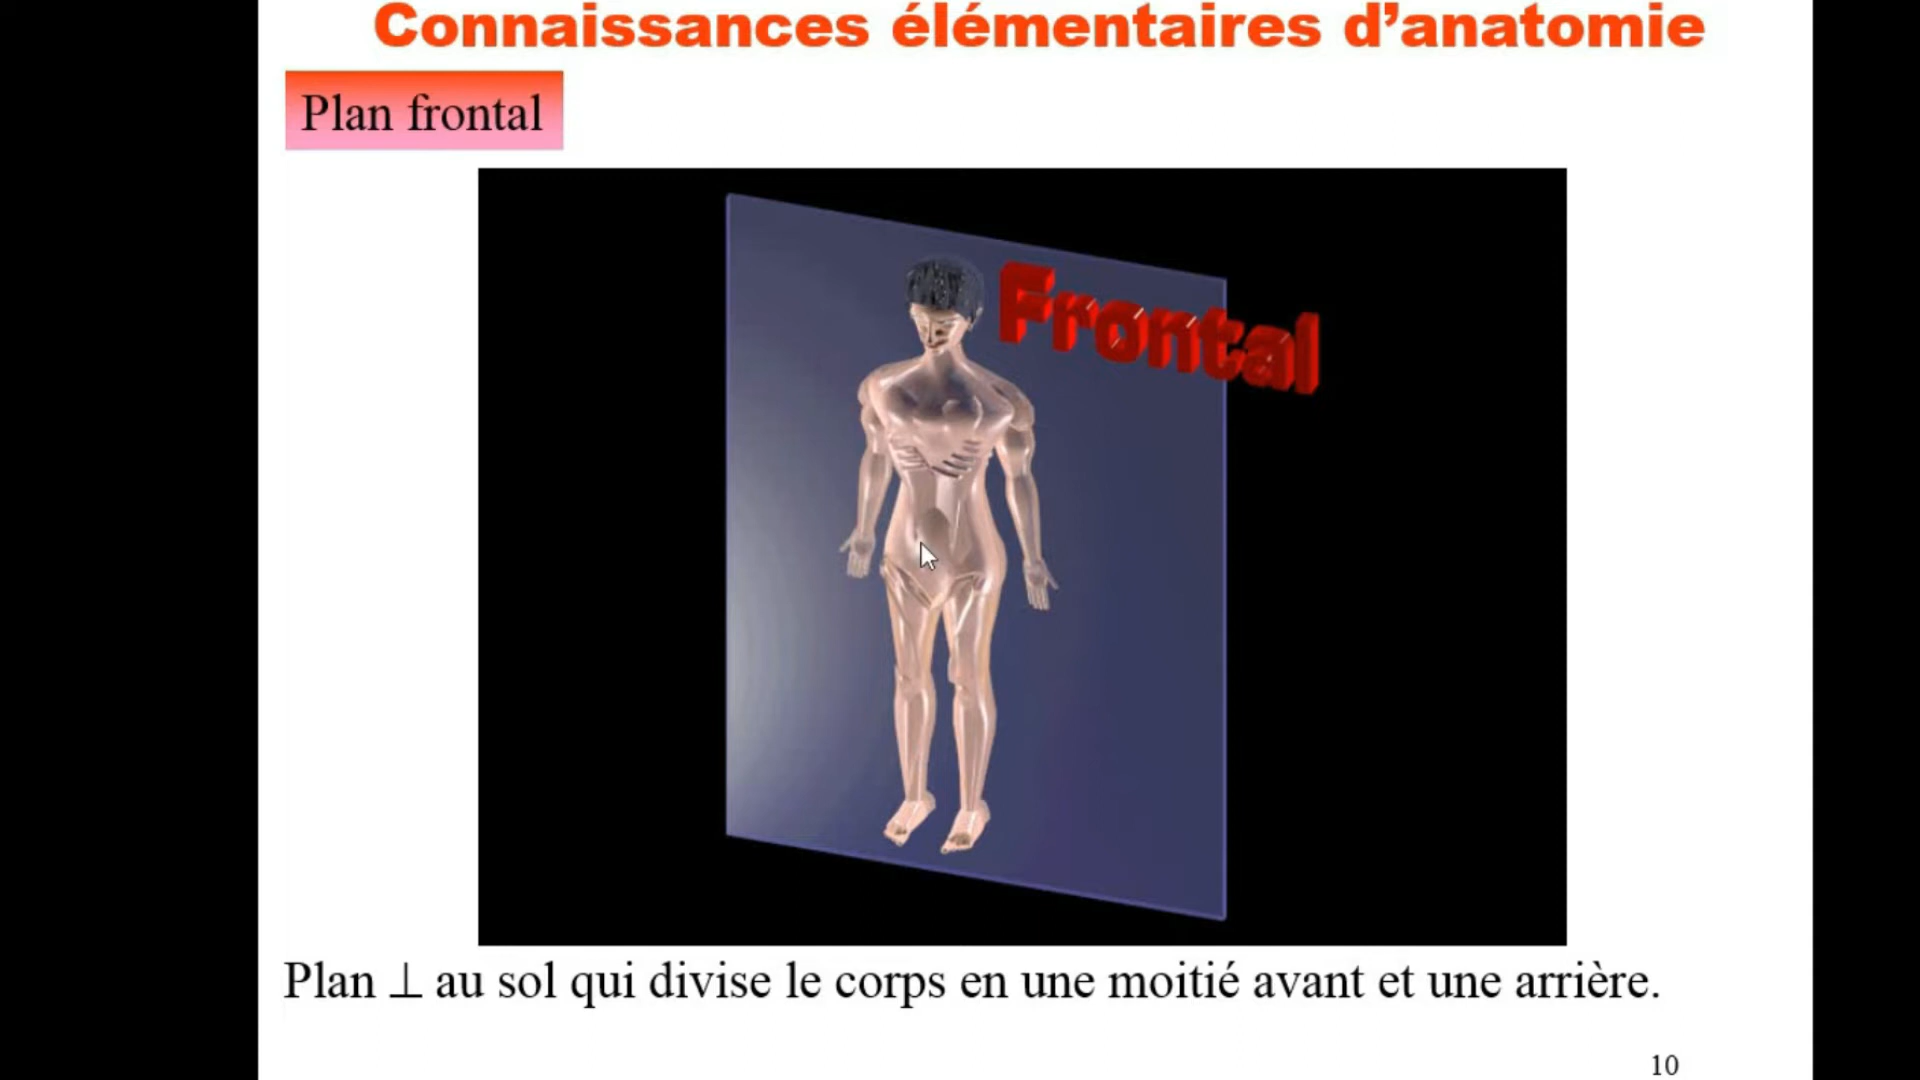 Connaissances élémentaires d’anatomie
Plan frontal
Frontal
Plan ⊥ au sol qui divise le corps en une moitié avant et une arrière.
10